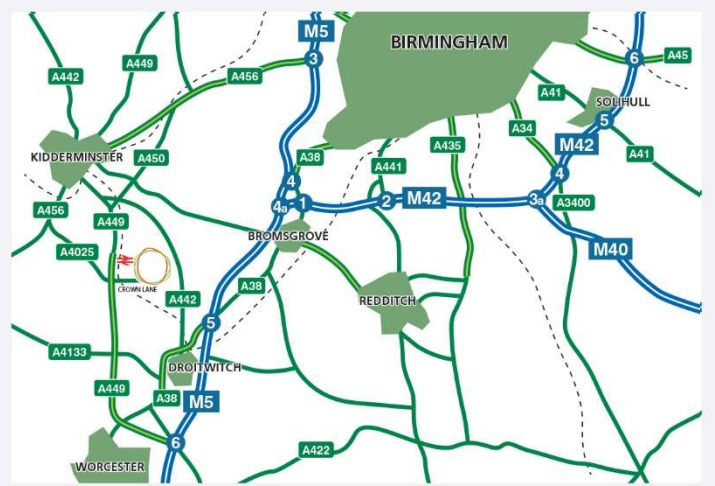 M5
BIRMINGHAM
3
6
A45
A449
A442
A456
A41
SOLIHULL
5
A34
M42
A41
KIDDERMINSTER
A450
A38
A441
A435
4
4
A3400
4a
1
2
M42
3a
A456
A449
BROMSGROVE
M40
A4025
CROWN LANE
A442
A38
REDDITCH
5
A4133
DROITWITCH
A449
A38
M5
6
A422
WORCESTER